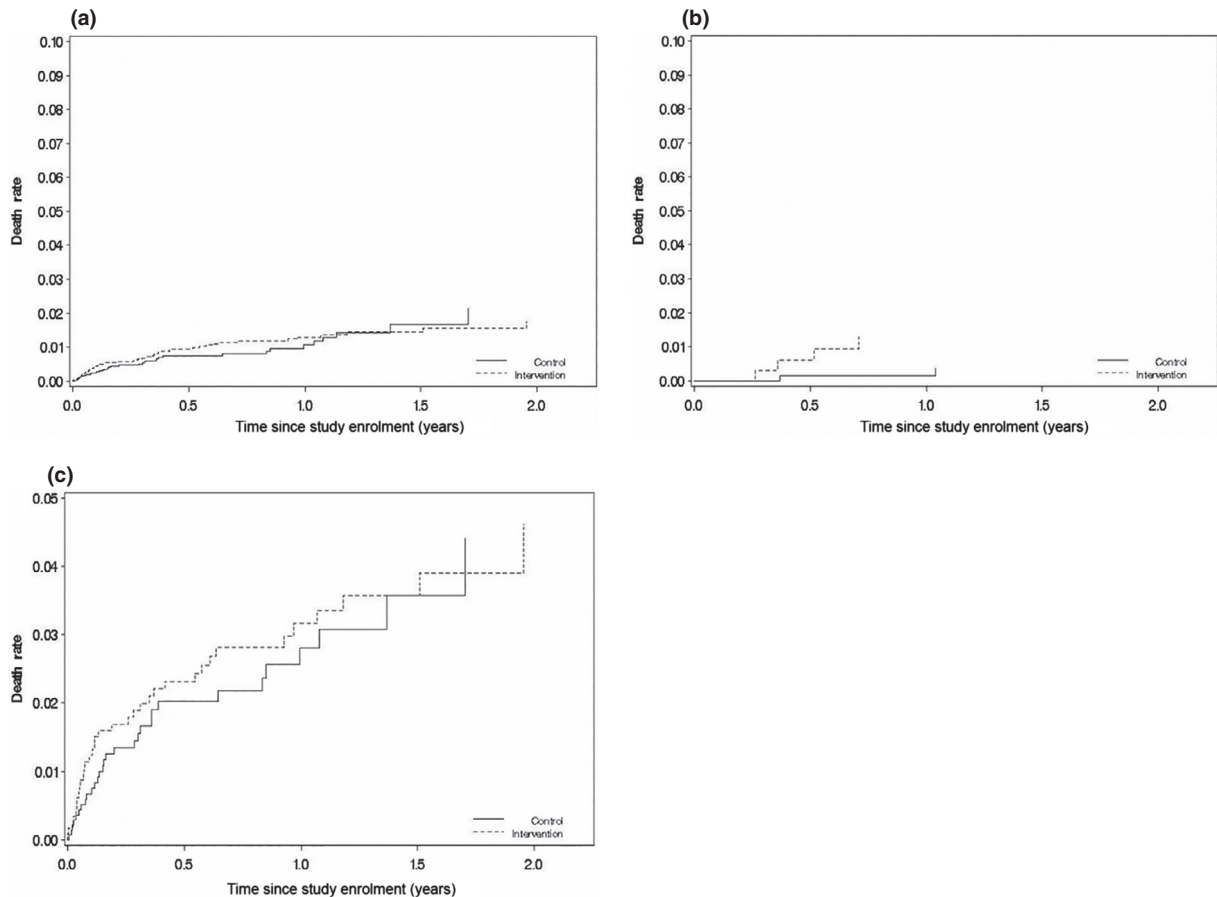 (a)
0.10
0.09
0.08
0.07
0.06
0.05
0.04
0.03
0.02
0.01
0.00
Death rate
Control
Intervention
0.0 0.5 1.0 1.5 2.0
Time since study enrolment (years)
(b)
0.10
0.09
0.08
0.07
0.06
0.05
0.04
0.03
0.02
0.01
0.00
Death rate
Control
Intervention
0.0 0.5 1.0 1.5 2.0
Time since study enrolment (years)
(c)
0.05
0.04
0.03
0.02
0.01
0.00
Death rate
Control
Intervention
0.0 0.5 1.0 1.5 2.0
Time since study enrolment (years)